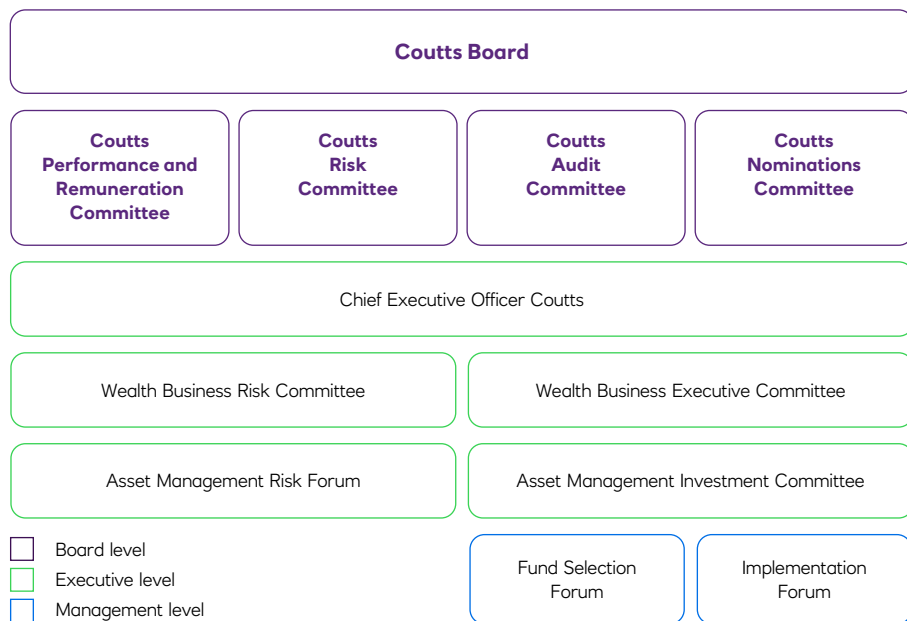 Coutts Board
Coutts
Performance and
Remuneration
Committee
Coutts
Risk
Committee
Coutts
Audit
Committee
Coutts
Nominations
Committee
Chief Executive Officer Coutts
Wealth Business Risk Committee
Wealth Business Executive Committee
Asset Management Risk Forum
Asset Management Investment Committee
Board level
Executive level
Management level
Fund Selection
Forum
Implementation
Forum